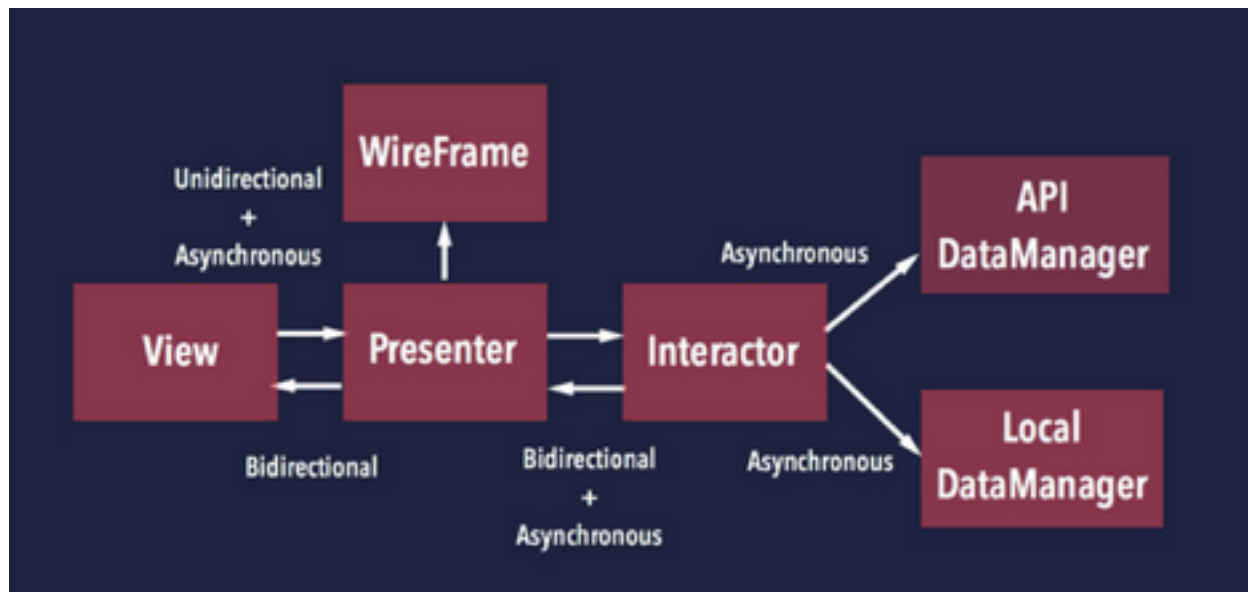 WireFrame
Unidirectional
+
Asynchronous
API
DataManager
Asynchronous
View
Presenter
Interactor
Local
DataManager
Bidirectional
Bidirectional
+
Asynchronous
Asynchronous